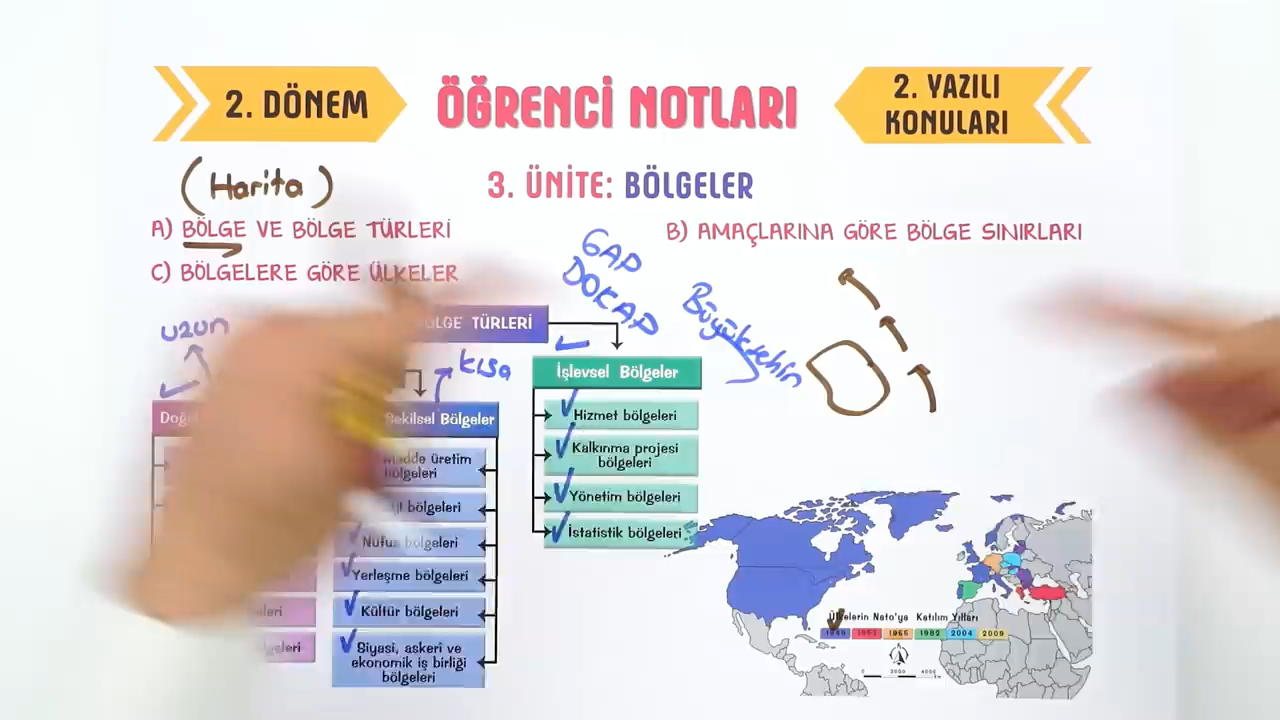 2. DÖNEM
ÖĞRENCİ NOTLARI
2. YAZILI
KONULARI
(Harita)
3. ÜNİTE: BÖLGELER
A) BÖLGE VE BÖLGE TÜRLERİ
B) AMAÇLARINA GÖRE BÖLGE SINIRLARI
C) BÖLGELERE GÖRE ÜLKELER
GAP
DOKAP
Büyükşehir
uzun
TÜRLERİ
kısa
İşlevsel Bölgeler
Şekilsel Bölgeler
Hizmet bölgeleri
Kalkınma projesi
bölgeleri
Yönetim bölgeleri
İstatistik bölgeleri
üretim
bölgeleri
bölgeleri
Nüfus bölgeleri
Yerleşme bölgeleri
Kültür bölgeleri
Siyasi, askeri ve
ekonomik iş birliği
bölgeleri
Ülkelerin Nato'ya Katılım Yılları
1949 1952 1955 1982 2004 2009